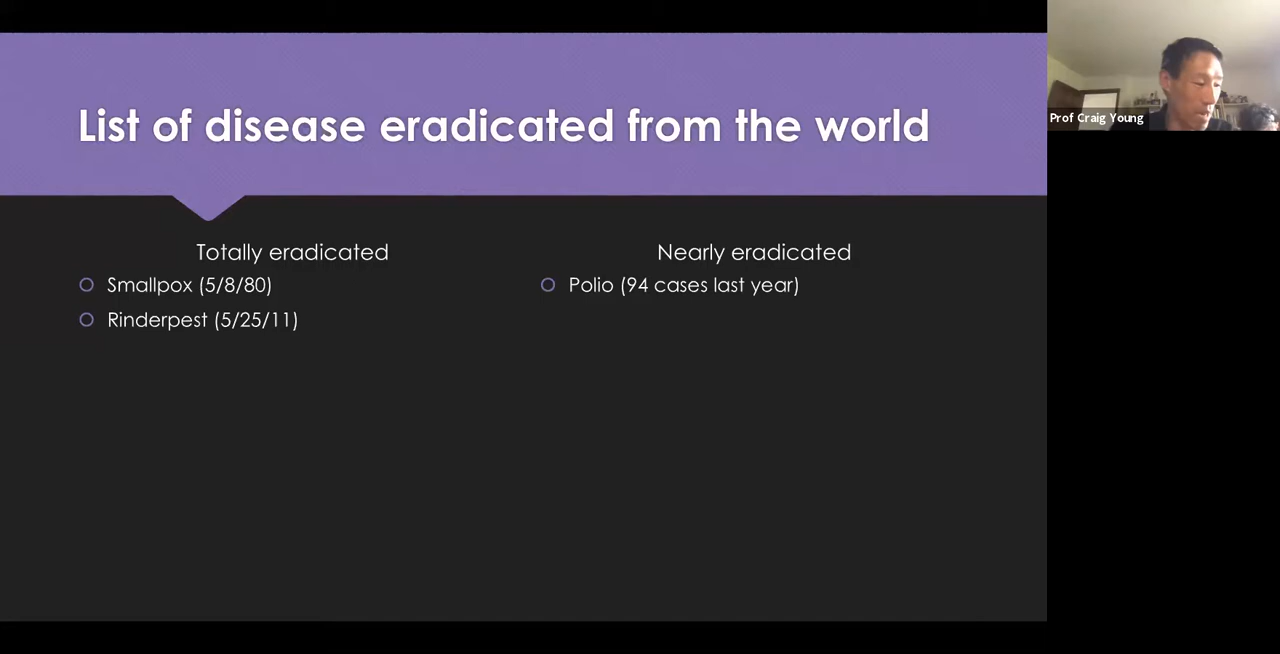 List of disease eradicated from the world
Prof Craig Young
Totally eradicated
Smallpox (5/8/80)
Rinderpest (5/25/11)
Nearly eradicated
Polio (94 cases last year)